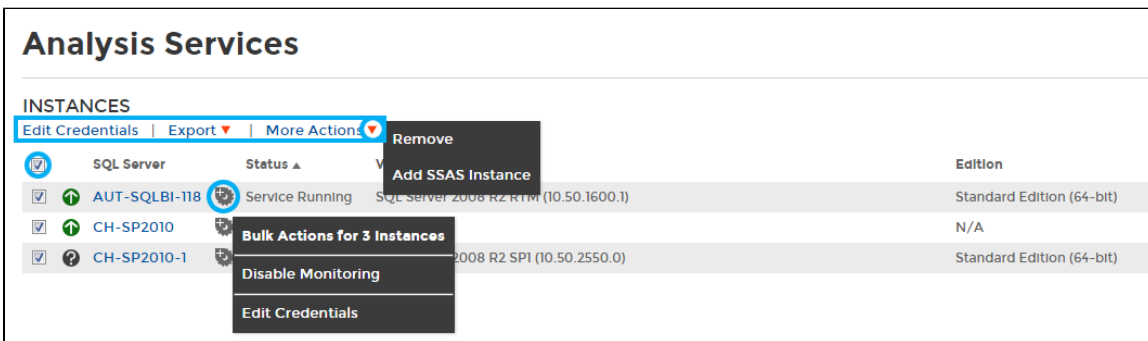 Analysis Services
INSTANCES
Edit Credentials | Export ▼ | More Actions ▼
Remove
Add SSAS Instance
SQL Server Status ▲ V Edition
AUT-SQLBI-118 Service Running SQL Server 2008 R2 RTM (10.50.1600.1) Standard Edition (64-bit)
CH-SP2010 N/A
Bulk Actions for 3 Instances
CH-SP2010-1 2008 R2 SP1 (10.50.2550.0) Standard Edition (64-bit)
Disable Monitoring
Edit Credentials